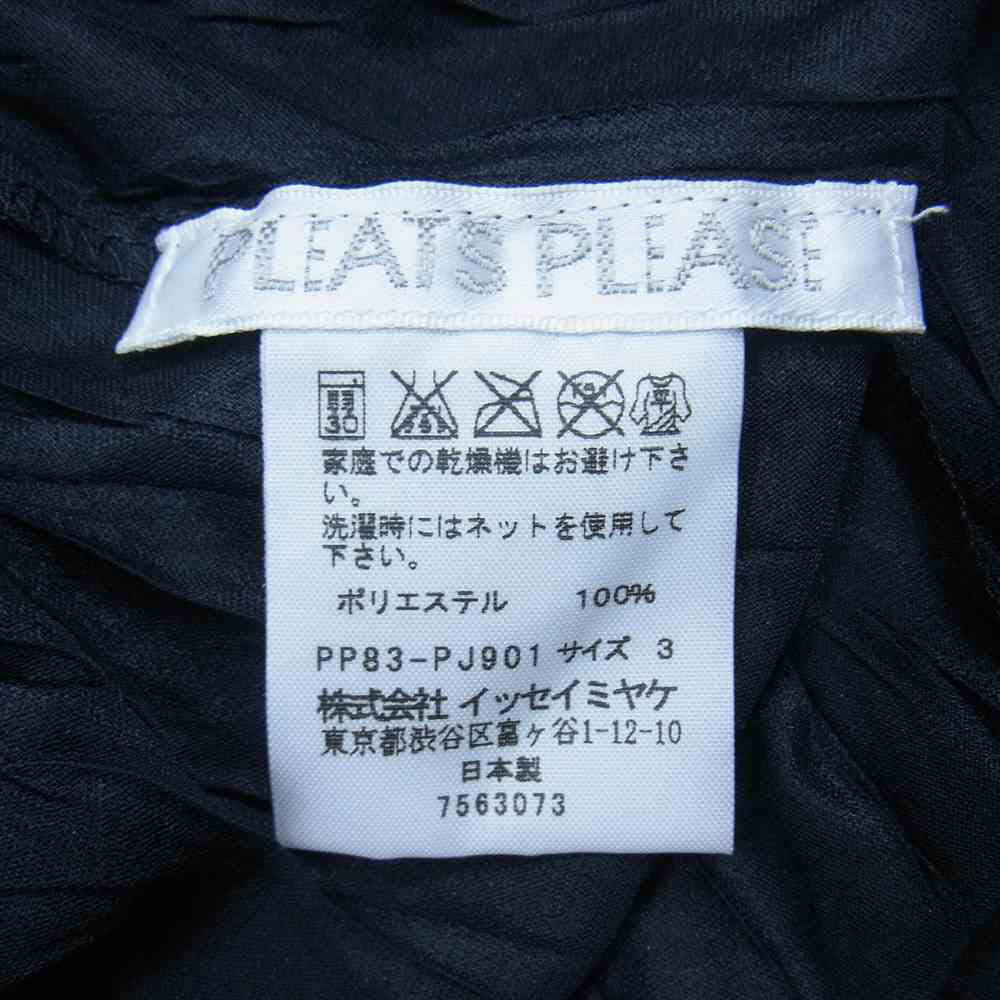 PLEATS PLEASE
弱
30
平
家庭での乾燥機はお避け下さ
い。
洗濯時にはネットを使用して
下さい。
ポリエステル 100%
PP83-PJ901 サイズ 3
株式会社 イッセイミヤケ
東京都渋谷区富ヶ谷1-12-10
日本製
7563073